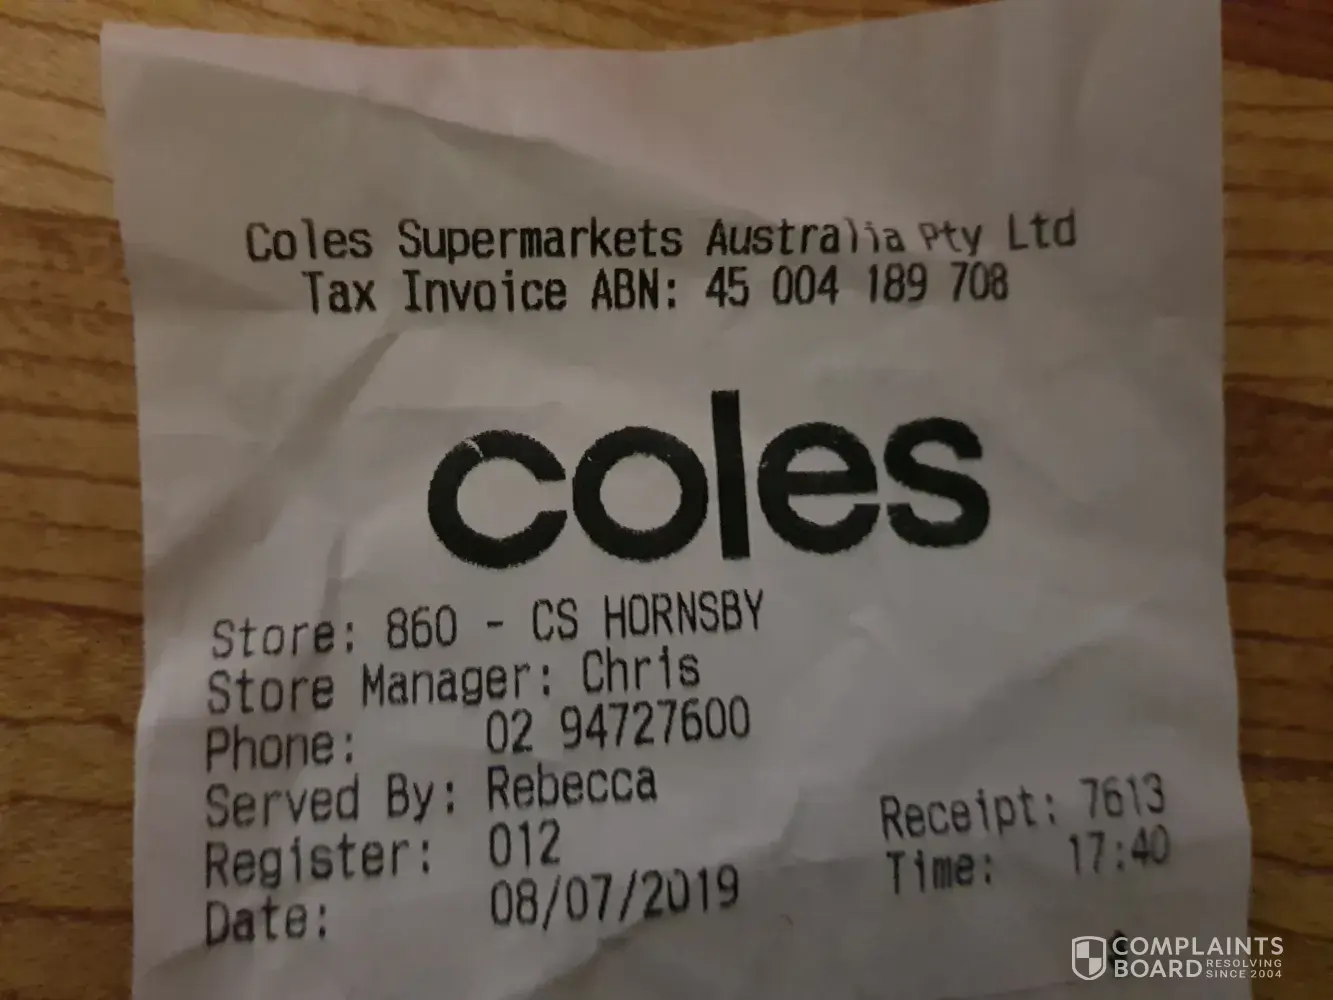 Coles Supermarkets Australia Pty Ltd
Tax Invoice ABN: 45 004 189 708
coles
Store: 860 - CS HORNSBY
Store Manager: Chris
Phone: 02 94727600
Served By: Rebecca
Register: 012 Receipt: 7613
Date: 08/07/2019 Time: 17:40
$
COMPLAINTS
BOARD RESOLVING
SINCE 2004